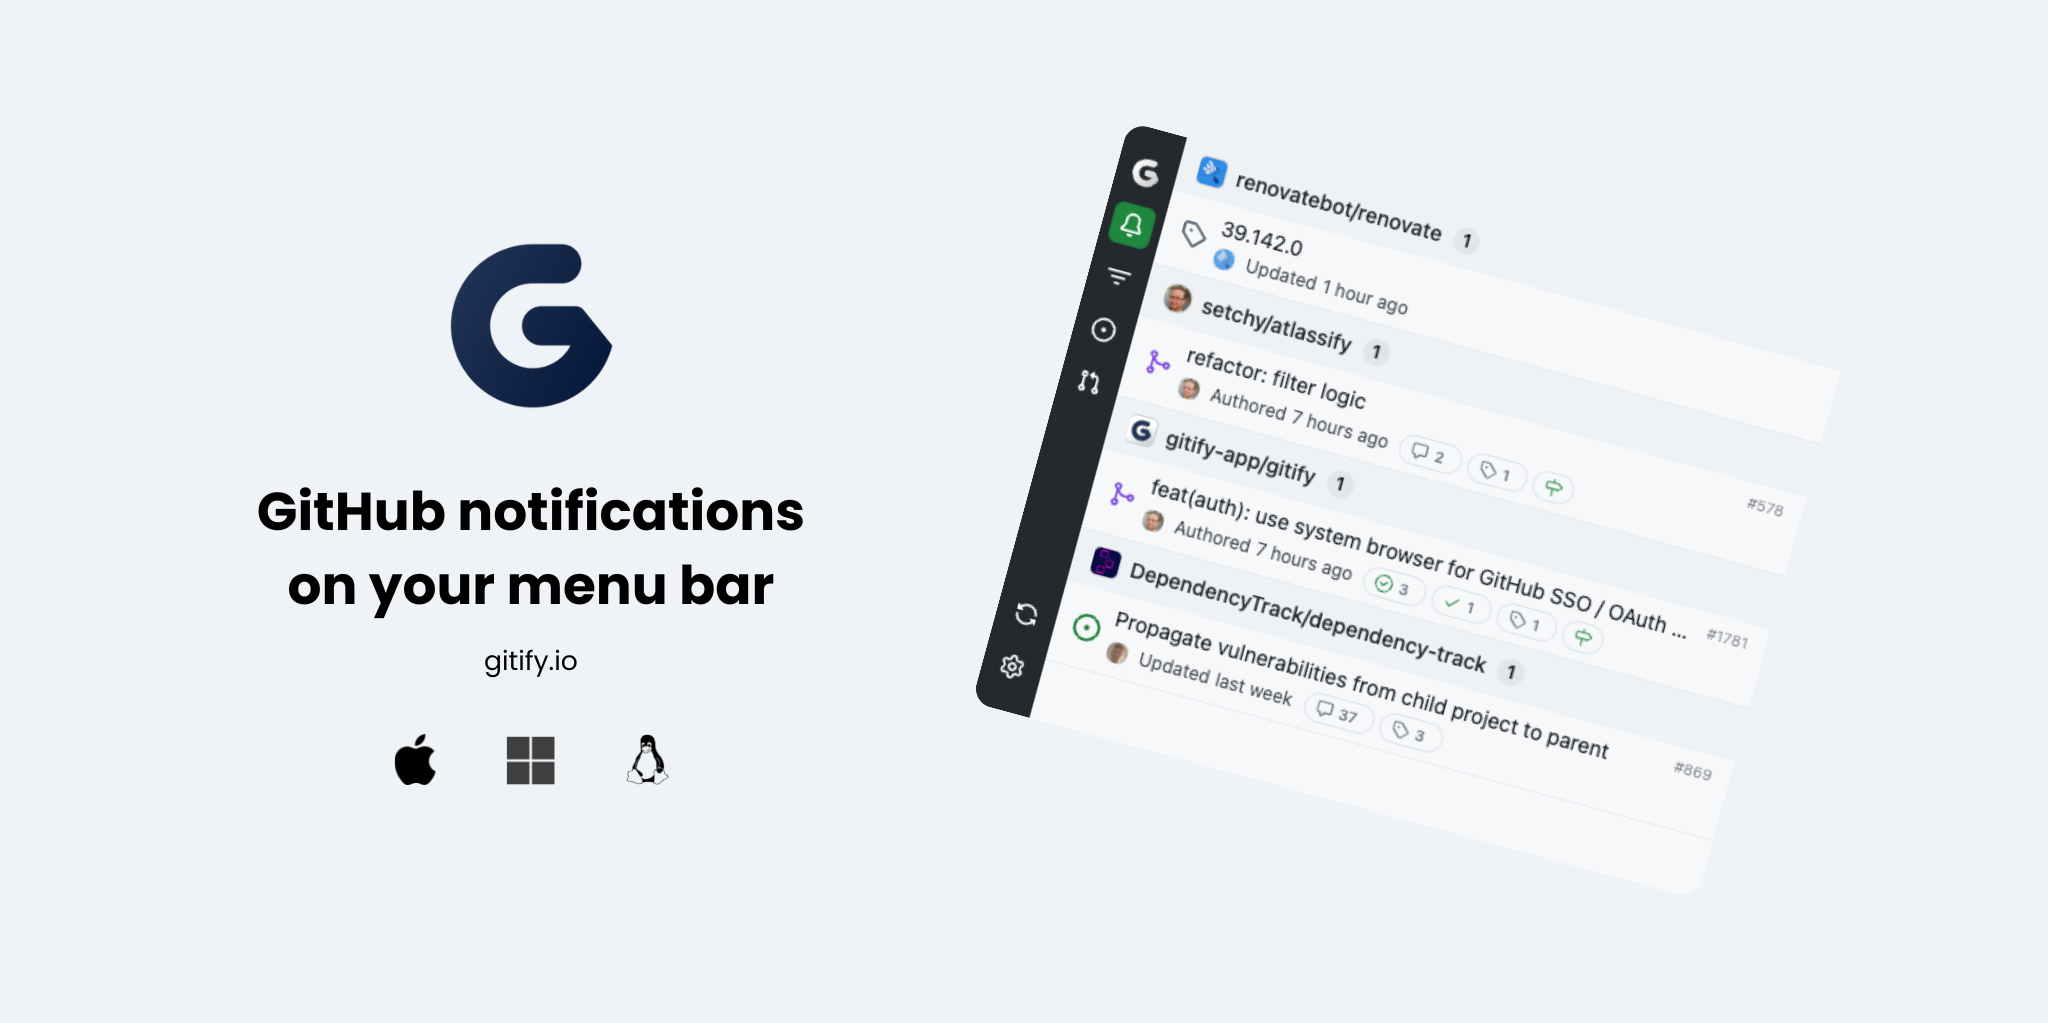 GitHub notifications
on your menu bar
gitify.io
renovatebot/renovate 1
39.142.0
Updated 1 hour ago
setchy/atlassify 1
refactor: filter logic
#578
Authored 7 hours ago 2 1
gitify-app/gitify 1
feat(auth): use system browser for GitHub SSO / OAuth ...
#1781
Authored 7 hours ago 3 1 1
DependencyTrack/dependency-track 1
Propagate vulnerabilities from child project to parent
#869
Updated last week 37 3